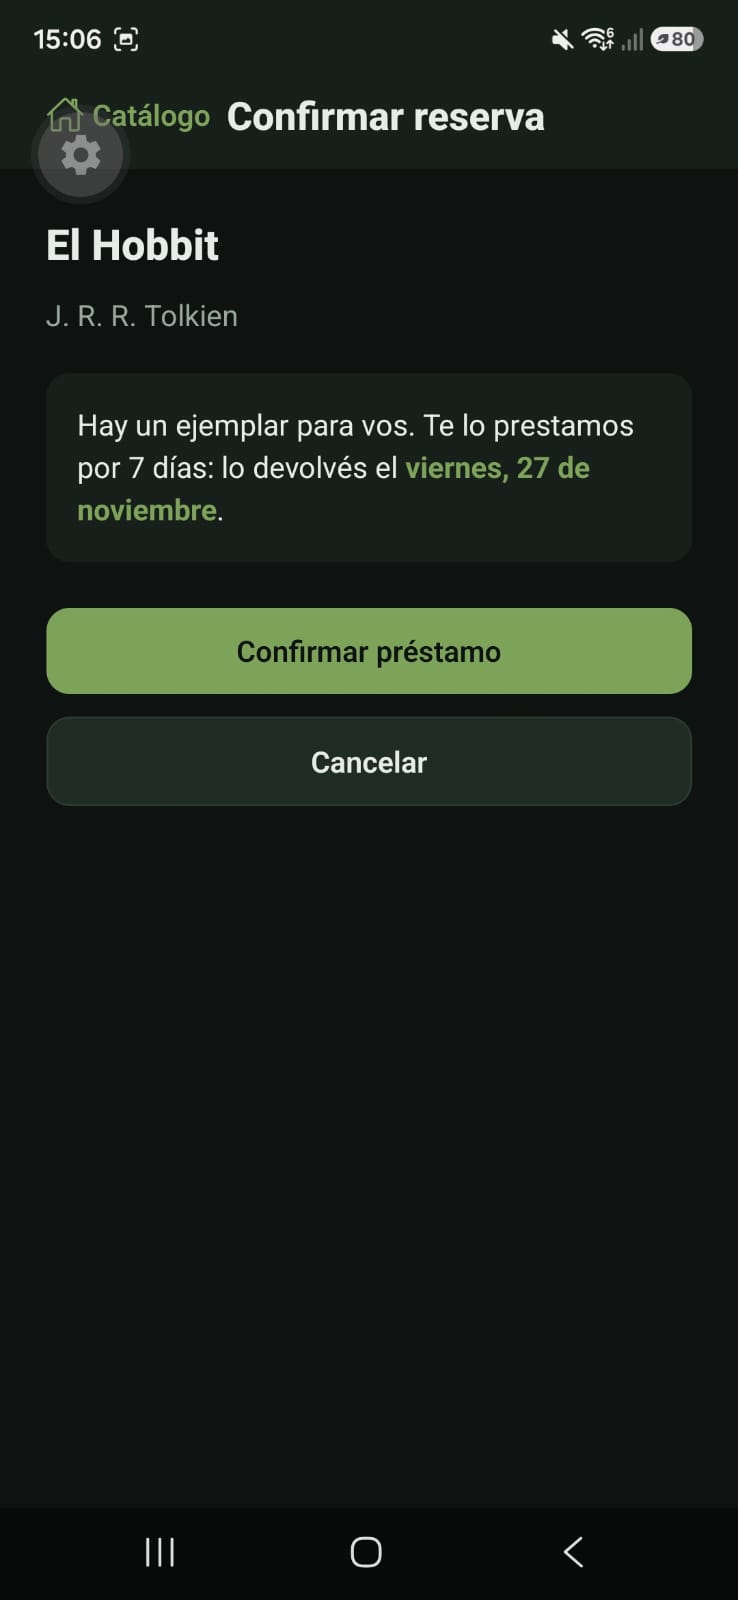 15:06
6
80
Catálogo Confirmar reserva
El Hobbit
J. R. R. Tolkien
Hay un ejemplar para vos. Te lo prestamos
por 7 días: lo devolvés el viernes, 27 de
noviembre.
Confirmar préstamo
Cancelar